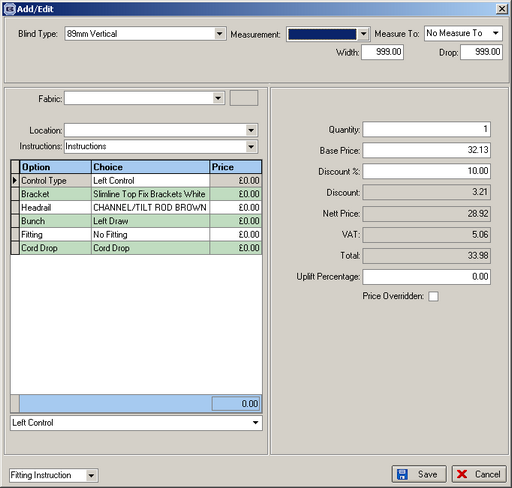 Add/Edit
Blind Type: 89mm Vertical Measurement: Measure To: No Measure To
Width: 999.00 Drop: 999.00
Fabric:
Location:
Instructions: Instructions
Option Choice Price
Control Type Left Control £0.00
Bracket Slimline Top Fix Brackets White £0.00
Headrail CHANNEL/TILT ROD BROWN £0.00
Bunch Left Draw £0.00
Fitting No Fitting £0.00
Cord Drop Cord Drop £0.00
0.00
Left Control
Quantity: 1
Base Price: 32.13
Discount %: 10.00
Discount: 3.21
Nett Price: 28.92
VAT: 5.06
Total: 33.98
Uplift Percentage: 0.00
Price Overridden:
Fitting Instruction
Save Cancel